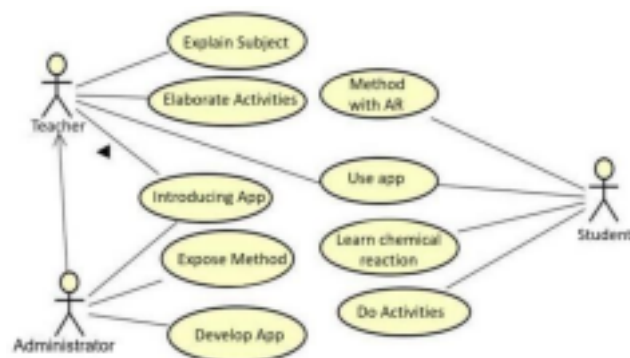 Explain Subject
Elaborate Activities
Teacher
Method
with AR
Use app
Introducing App
Student
Learn chemical
reaction
Expose Method
Do Activities
Develop App
Administrator